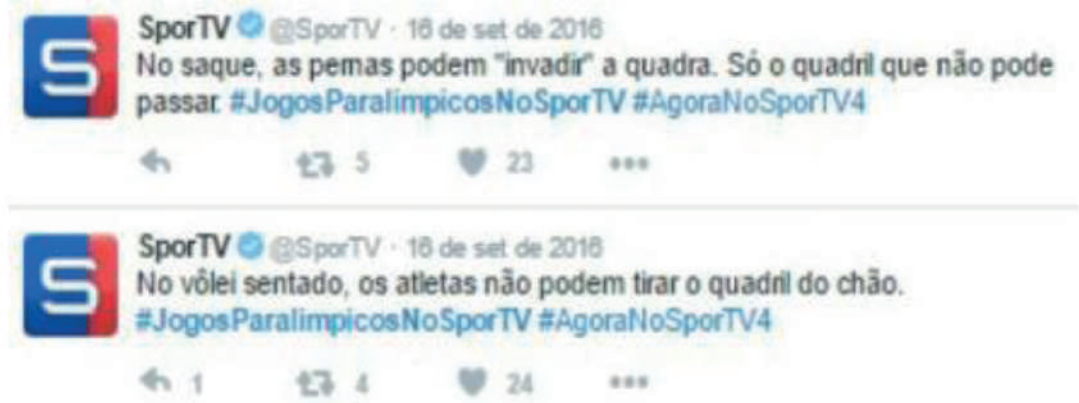 SporTV @SporTV · 16 de set de 2016
No saque, as pernas podem "invadir" a quadra. Só o quadril que não pode
passar. #JogosParalimpicosNoSporTV #AgoraNoSporTV4
5 23
SporTV @SporTV · 16 de set de 2016
No vôlei sentado, os atletas não podem tirar o quadril do chão.
#JogosParalimpicosNoSporTV #AgoraNoSporTV4
1 4 24